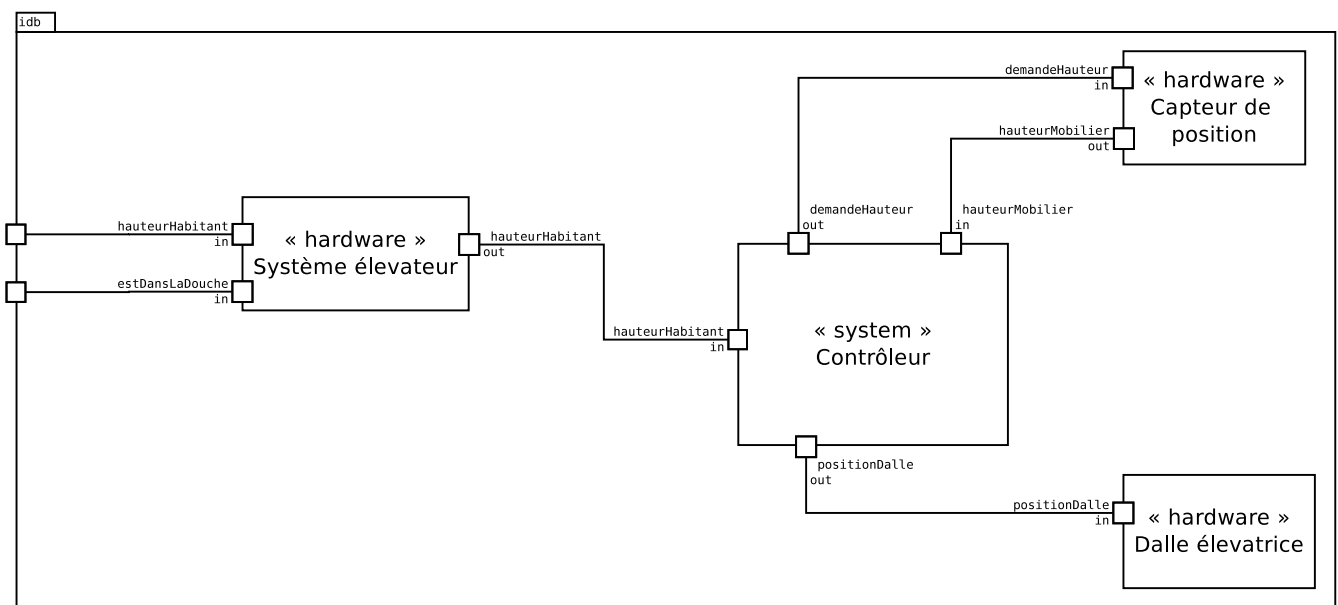 idb
demandeHauteur
in
« hardware »
Capteur de
position
hauteurMobilier
out
demandeHauteur
out
hauteurMobilier
in
hauteurHabitant
in
« hardware »
Système élevateur
hauteurHabitant
out
estDansLaDouche
in
hauteurHabitant
in
« system »
Contrôleur
positionDalle
out
positionDalle
in
« hardware »
Dalle élevatrice